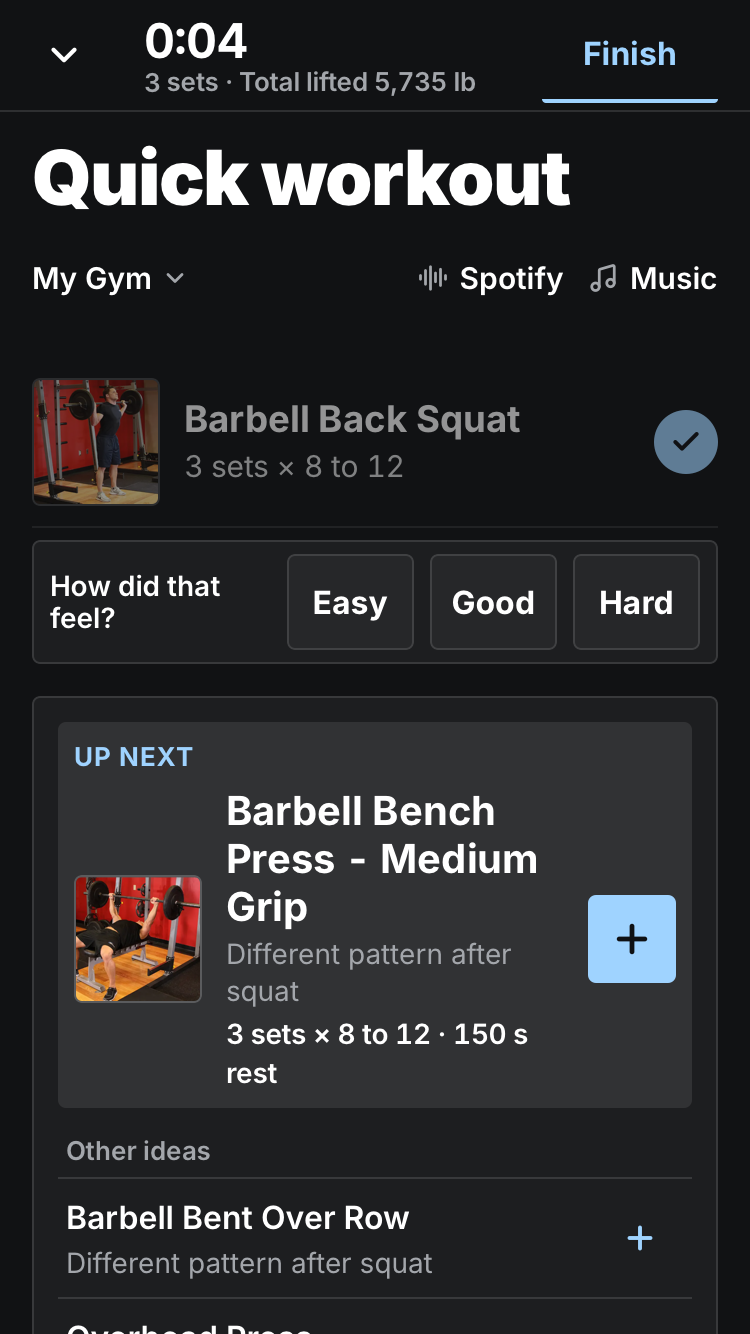 0:04
3 sets · Total lifted 5,735 lb
Finish
Quick workout
My Gym
Spotify
Music
Barbell Back Squat
3 sets × 8 to 12
How did that
feel?
Easy
Good
Hard
UP NEXT
Barbell Bench
Press - Medium
Grip
Different pattern after
squat
3 sets × 8 to 12 · 150 s
rest
Other ideas
Barbell Bent Over Row
Different pattern after squat
Overhead Press